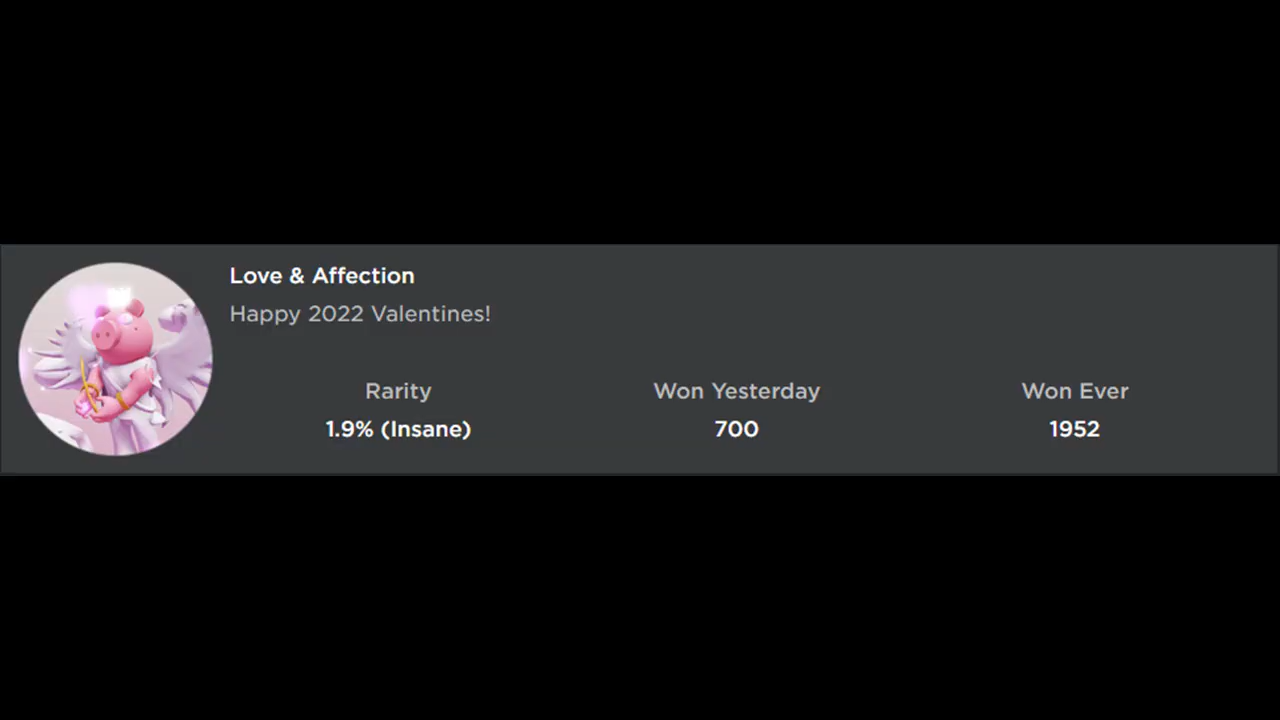 Love & Affection
Happy 2022 Valentines!
Rarity Won Yesterday Won Ever
1.9% (Insane) 700 1952